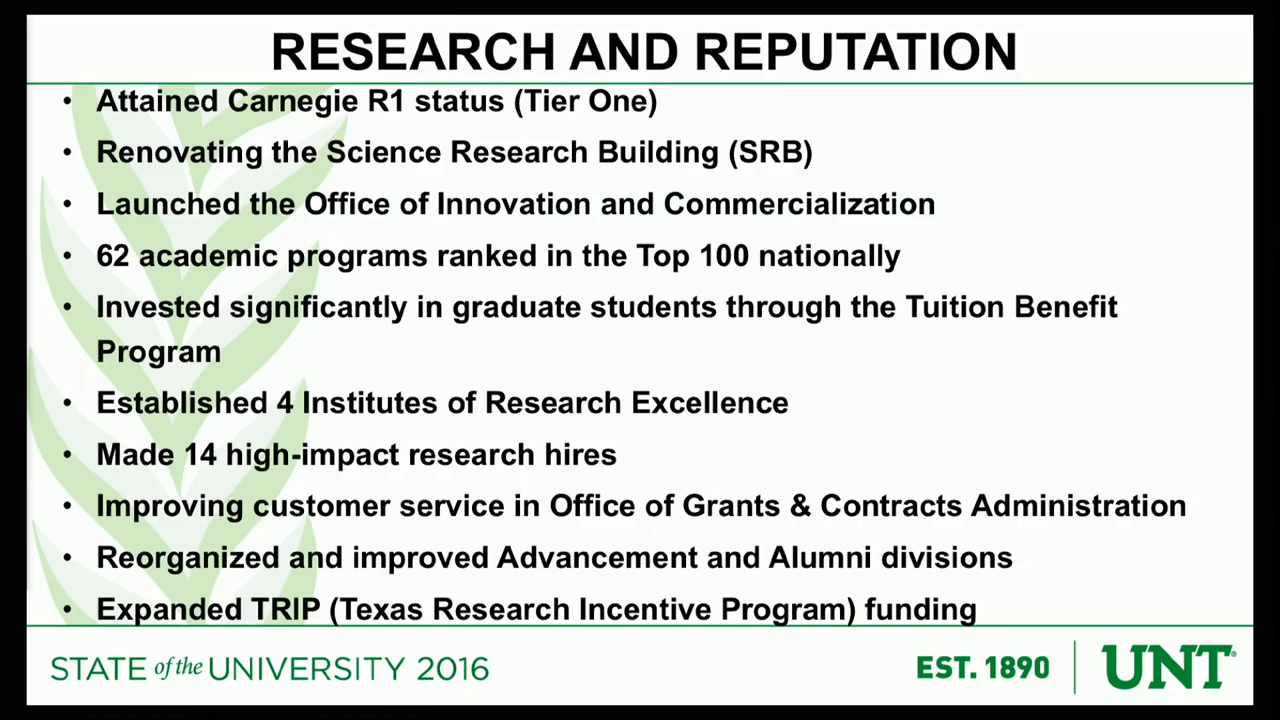 RESEARCH AND REPUTATION
• Attained Carnegie R1 status (Tier One)
• Renovating the Science Research Building (SRB)
• Launched the Office of Innovation and Commercialization
• 62 academic programs ranked in the Top 100 nationally
• Invested significantly in graduate students through the Tuition Benefit
Program
• Established 4 Institutes of Research Excellence
• Made 14 high-impact research hires
• Improving customer service in Office of Grants & Contracts Administration
• Reorganized and improved Advancement and Alumni divisions
• Expanded TRIP (Texas Research Incentive Program) funding
STATE of the UNIVERSITY 2016
EST. 1890
UNT®